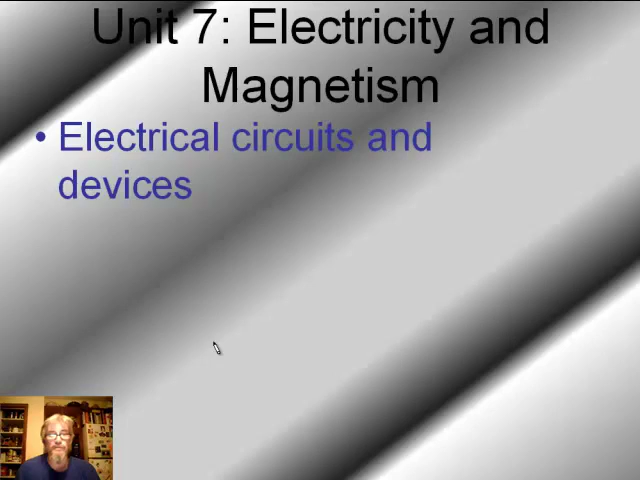 Unit 7: Electricity and
Magnetism
• Electrical circuits and
devices